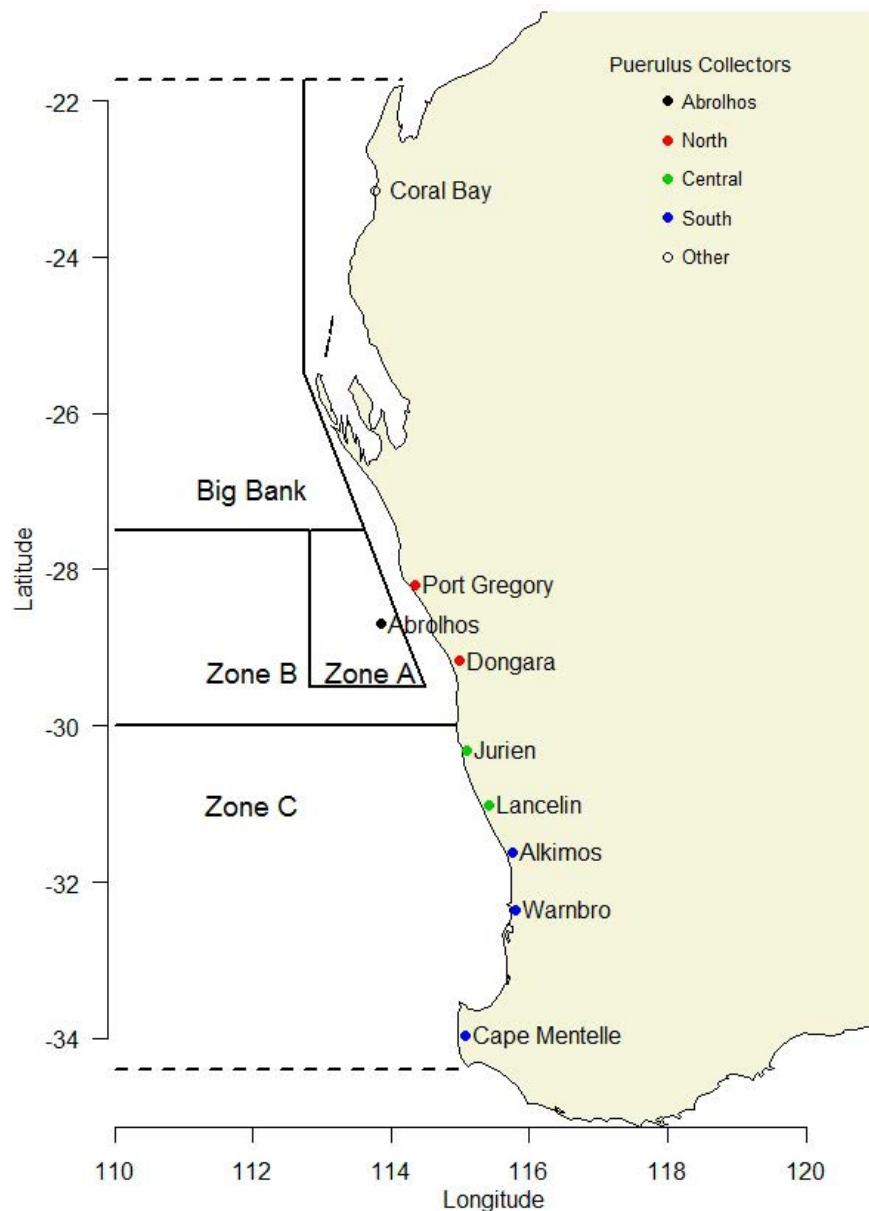 Puerulus Collectors
Abrolhos
North
Central
South
Other
-22
Coral Bay
-24
-26
Big Bank
-28
Port Gregory
Abrolhos
Dongara
Zone B
Zone A
Latitude
-30
Jurien
Zone C
Lancelin
Alkimos
-32
Warnbro
-34
Cape Mentelle
110
112
114
116
118
120
Longitude